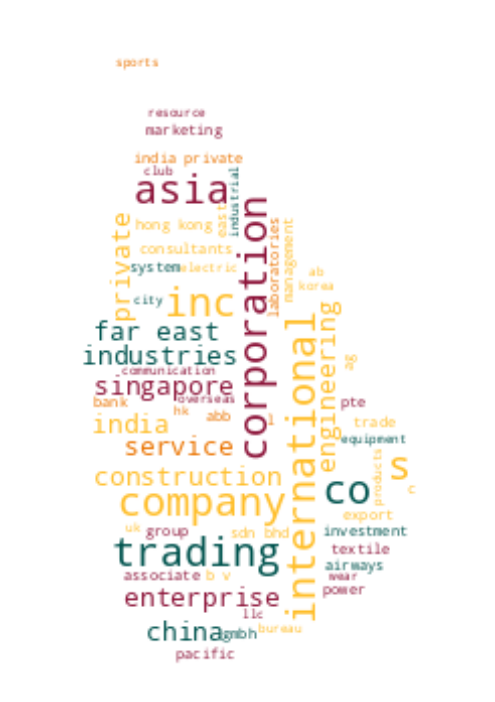 sports
resource
marketing
india private
club
asia
industrial
corporation
private
hong kong
east
laboratories
management
consultants
system
electric
ab
korea
city
inc
international
engineering
far east
industries
ag
communication
singapore
overseas
bank
hk
abb
l
pte
india
trade
service
equipment
products
s
construction
co
c
company
export
uk
group
sdn bhd
investment
trading
textile
airways
associate
b v
wear
enterprise
power
llc
china
gmbh
bureau
pacific